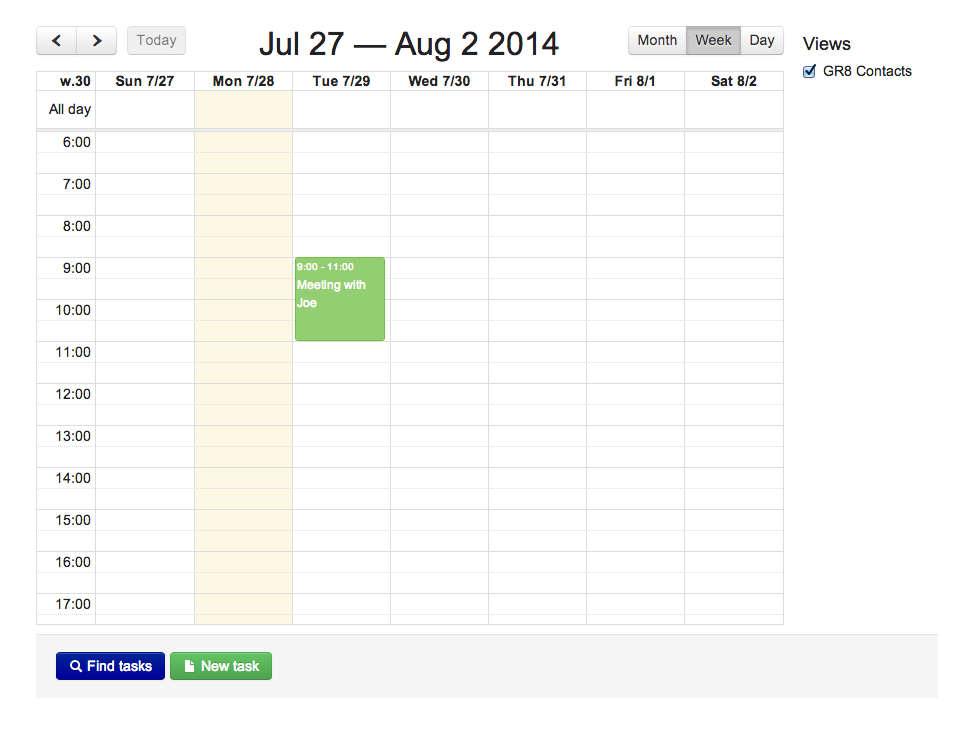 Today
Jul 27 — Aug 2 2014
Month Week Day
Views
GR8 Contacts
w.30 Sun 7/27 Mon 7/28 Tue 7/29 Wed 7/30 Thu 7/31 Fri 8/1 Sat 8/2
All day
6:00
7:00
8:00
9:00
9:00 - 11:00
Meeting with
Joe
10:00
11:00
12:00
13:00
14:00
15:00
16:00
17:00
Find tasks
New task